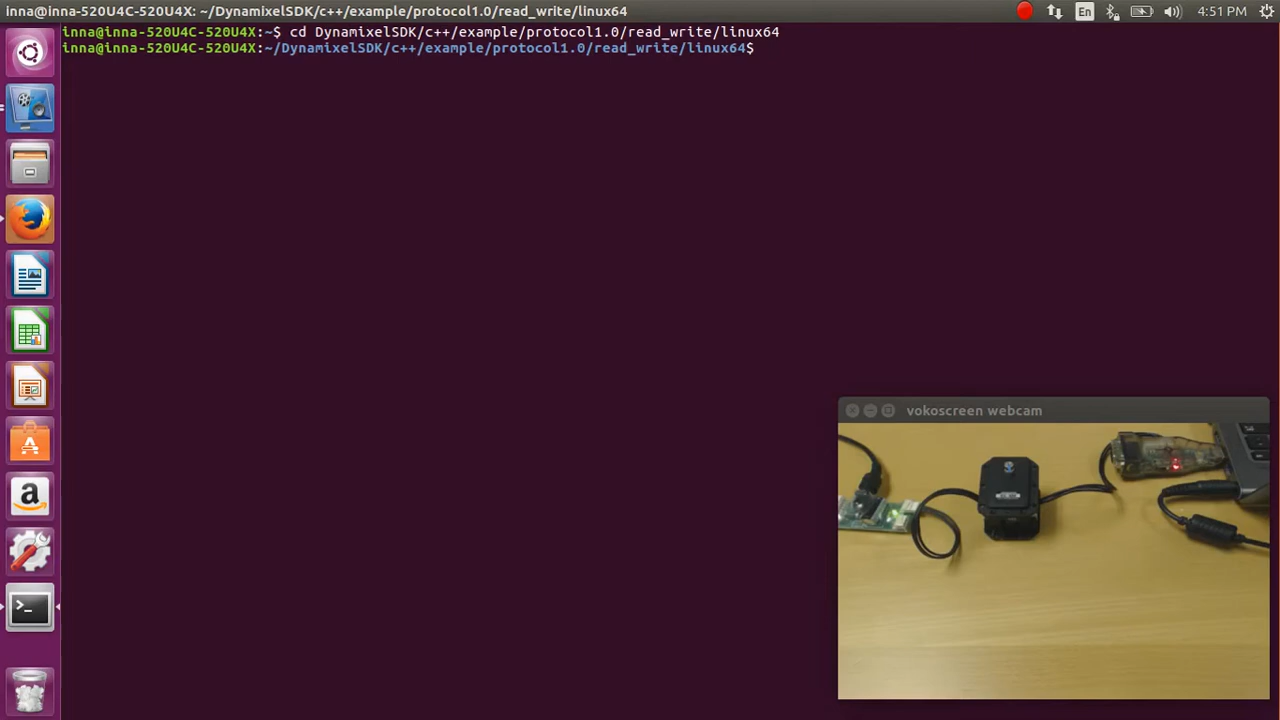 inna@inna-520U4C-520U4X: ~/DynamixelSDK/c++/example/protocol1.0/read_write/linux64
En
4:51 PM
inna@inna-520U4C-520U4X:~$ cd DynamixelSDK/c++/example/protocol1.0/read_write/linux64
inna@inna-520U4C-520U4X:~/DynamixelSDK/c++/example/protocol1.0/read_write/linux64$
vokoscreen webcam